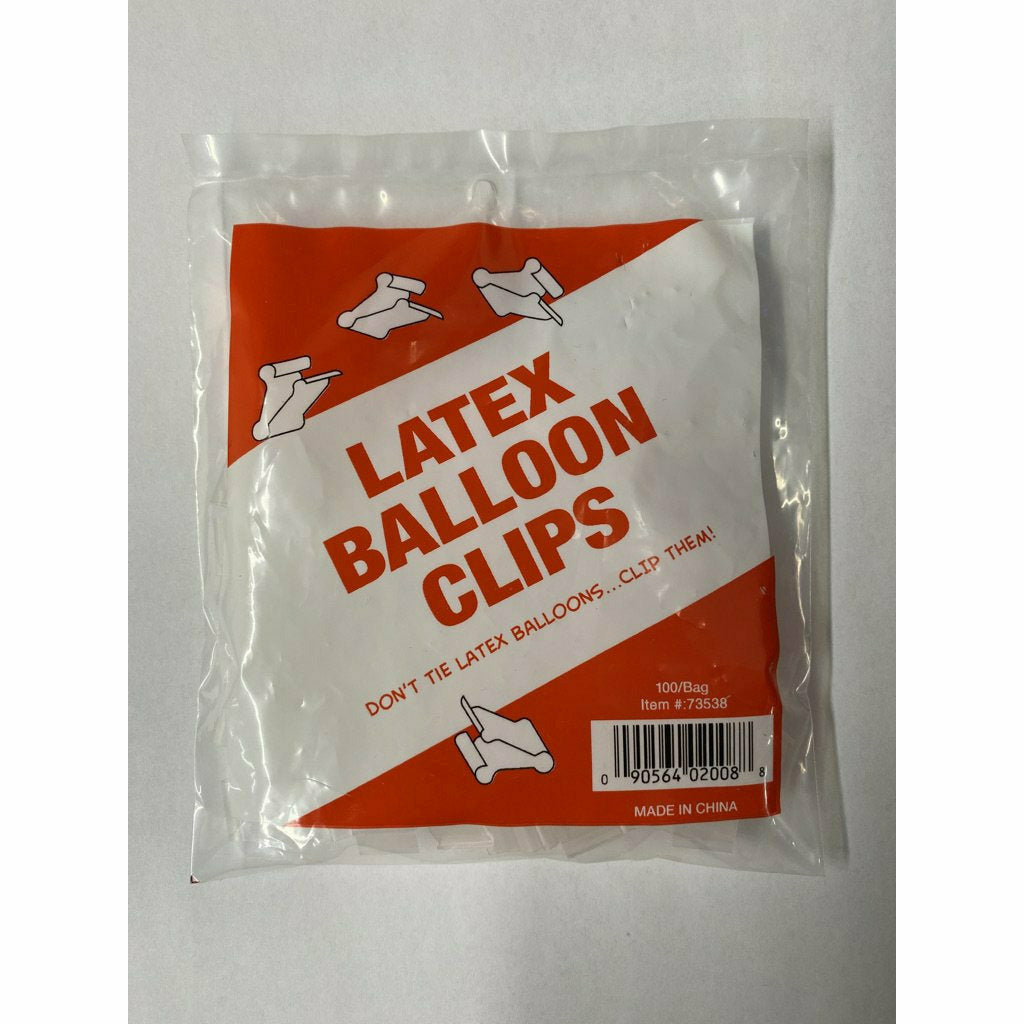 LATEX
BALLOON
CLIPS
DON'T TIE LATEX BALLOONS...CLIP THEM!
100/Bag
Item #:73538
0 90564 02008 8
MADE IN CHINA